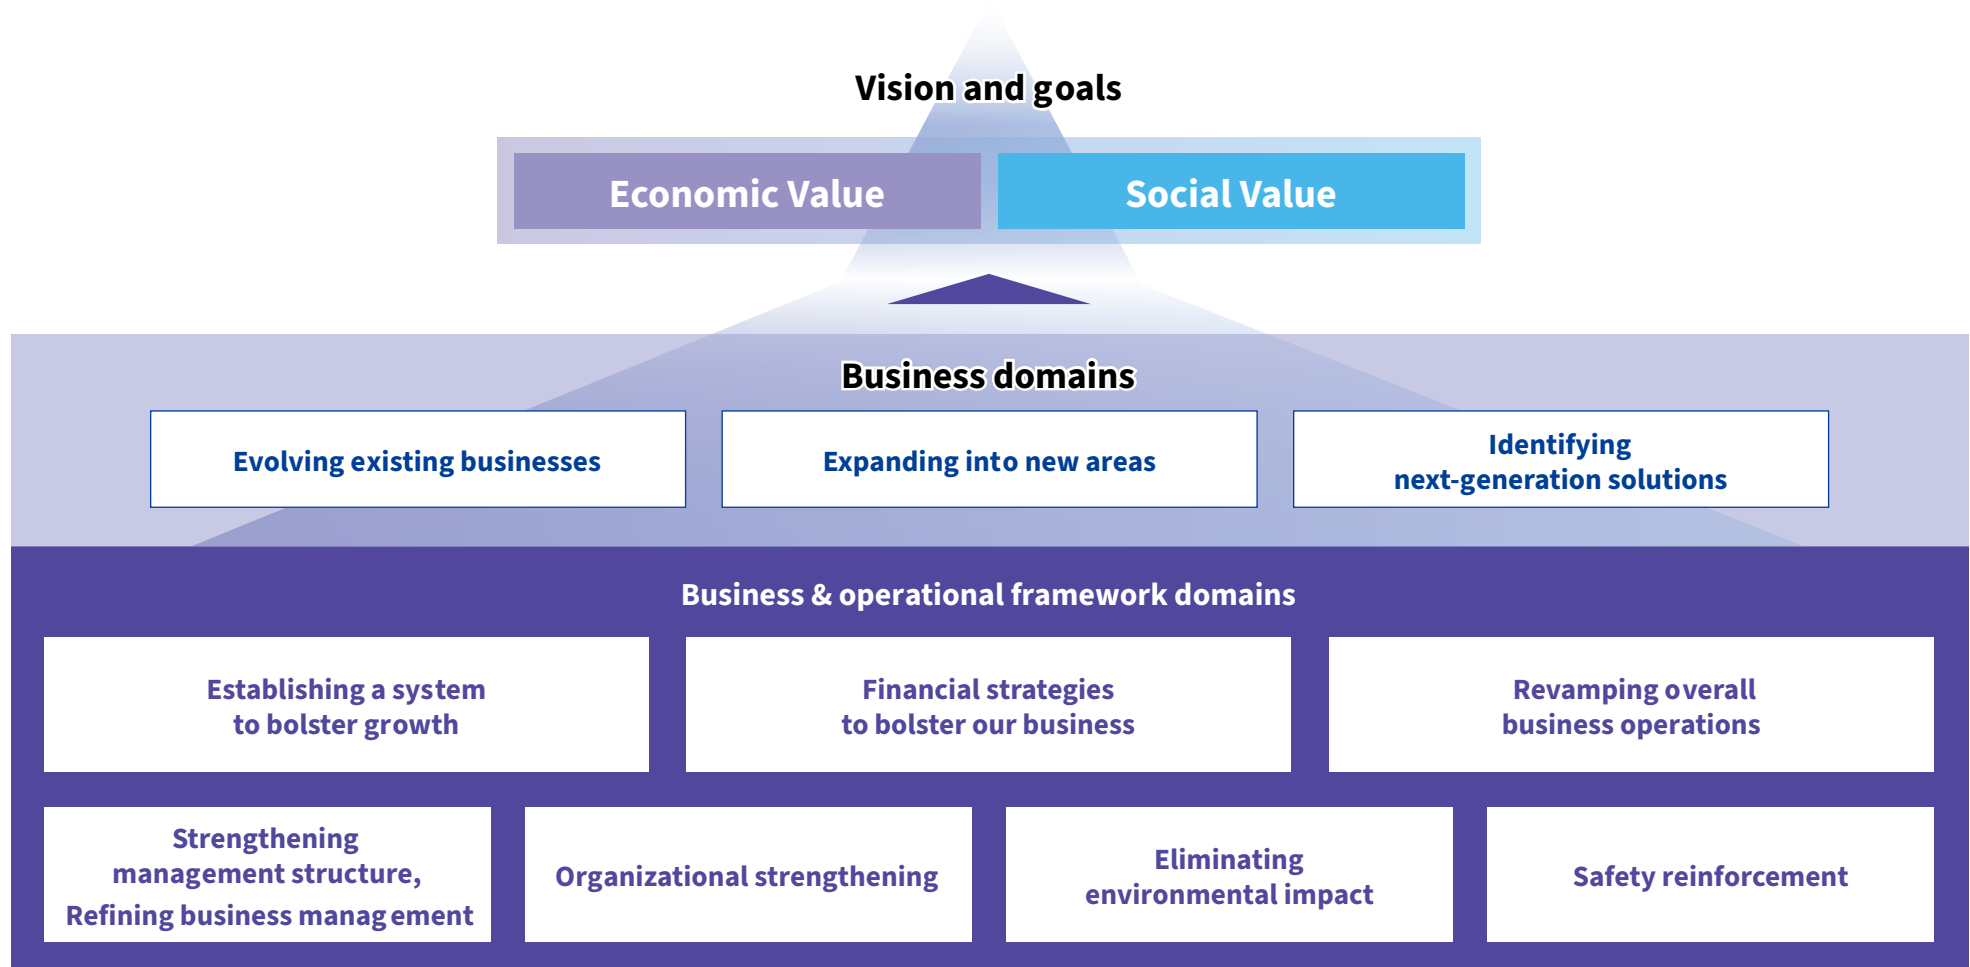 Vision and goals
Economic Value
Social Value
Business domains
Evolving existing businesses
Expanding into new areas
Identifying
next-generation solutions
Business & operational framework domains
Establishing a system
to bolster growth
Financial strategies
to bolster our business
Revamping overall
business operations
Strengthening
management structure,
Refining business management
Organizational strengthening
Eliminating
environmental impact
Safety reinforcement